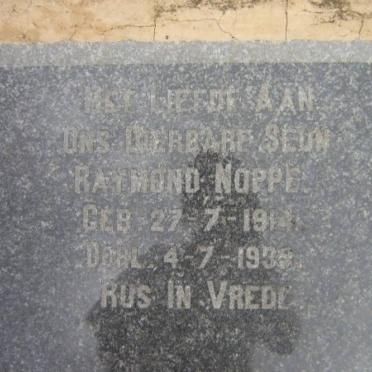 MET LIEFDE AAN
ONS DIERBARE SEUN
RAYMOND NOPPE.
GEB. 27-7-1914.
OORL. 4-7-1938.
RUS IN VREDE